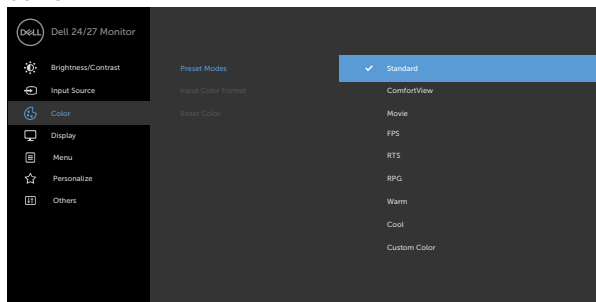 DELL
Dell 24/27 Monitor
Brightness/Contrast
Input Source
Color
Display
Menu
Personalize
Others
Preset Modes
Input Color Format
Reset Color
Standard
ComfortView
Movie
FPS
RTS
RPG
Warm
Cool
Custom Color